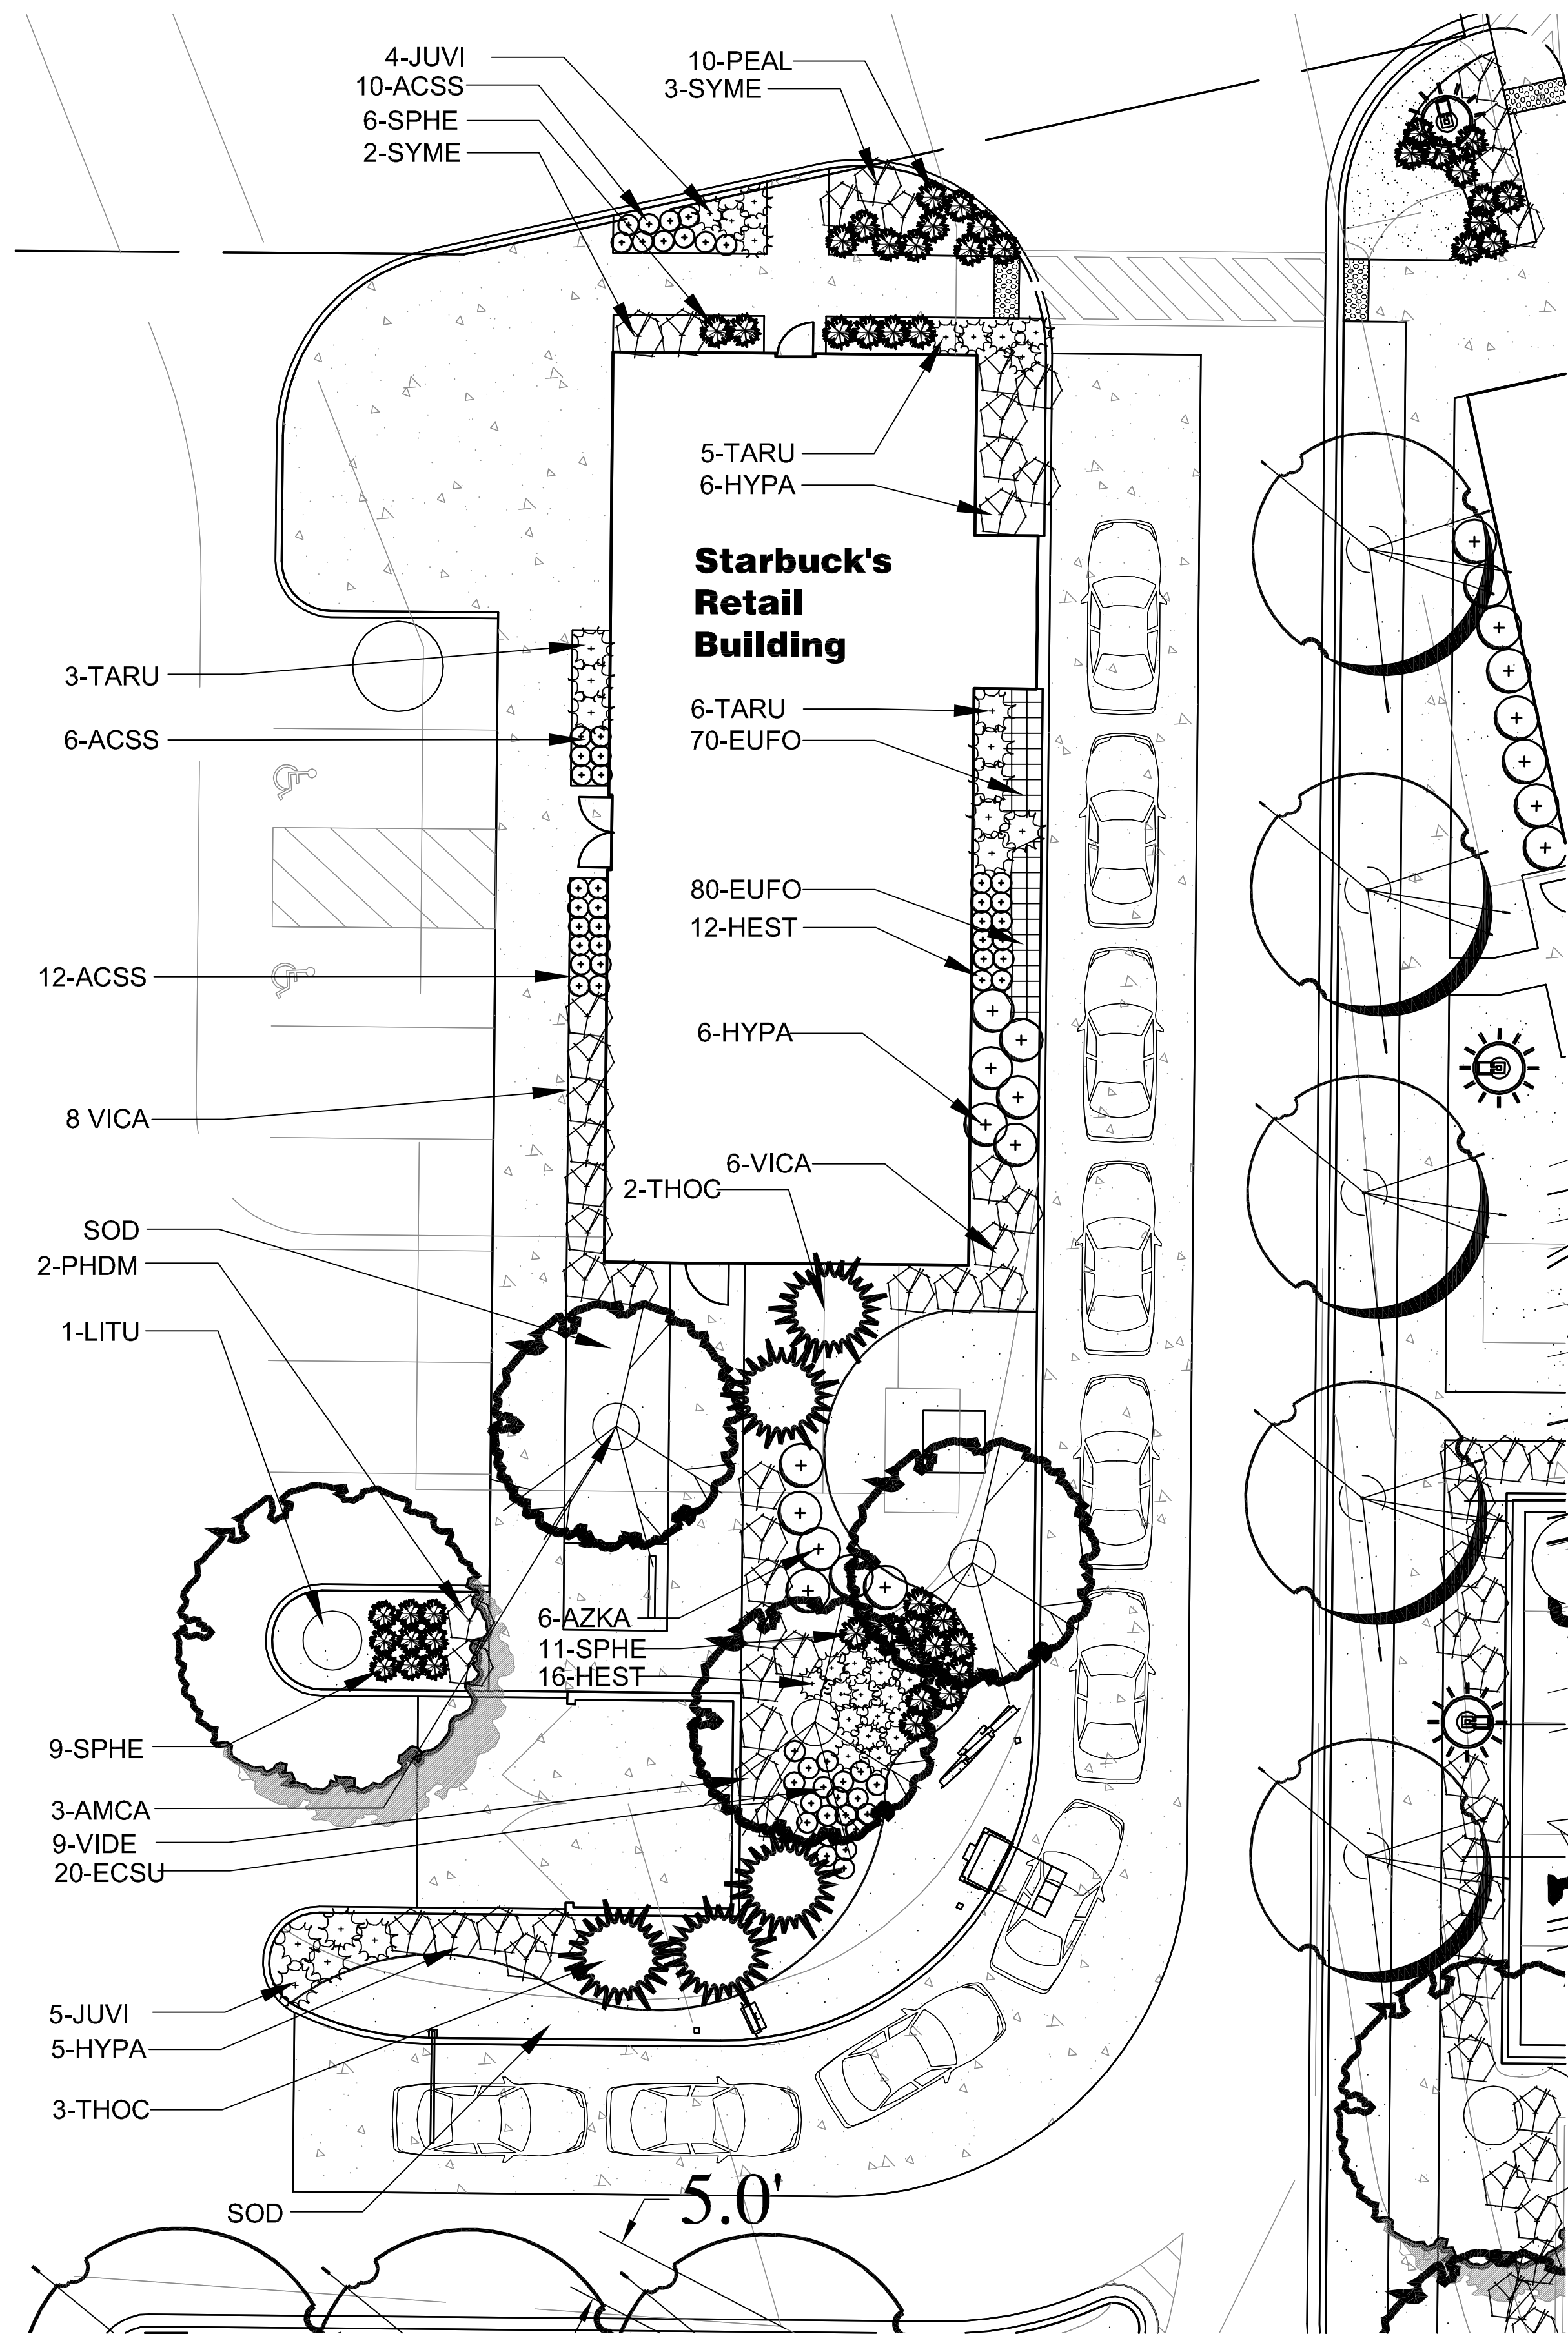 4-JUVI
10-ACSS
6-SPHE
2-SYME
10-PEAL
3-SYME
5-TARU
6-HYPA
Starbuck's
Retail
Building
3-TARU
6-ACSS
6-TARU
70-EUFO
80-EUFO
12-HEST
12-ACSS
6-HYPA
8 VICA
6-VICA
2-THOC
SOD
2-PHDM
1-LITU
6-AZKA
11-SPHE
16-HEST
9-SPHE
3-AMCA
9-VIDE
20-ECSU
5-JUVI
5-HYPA
3-THOC
SOD
5.0'